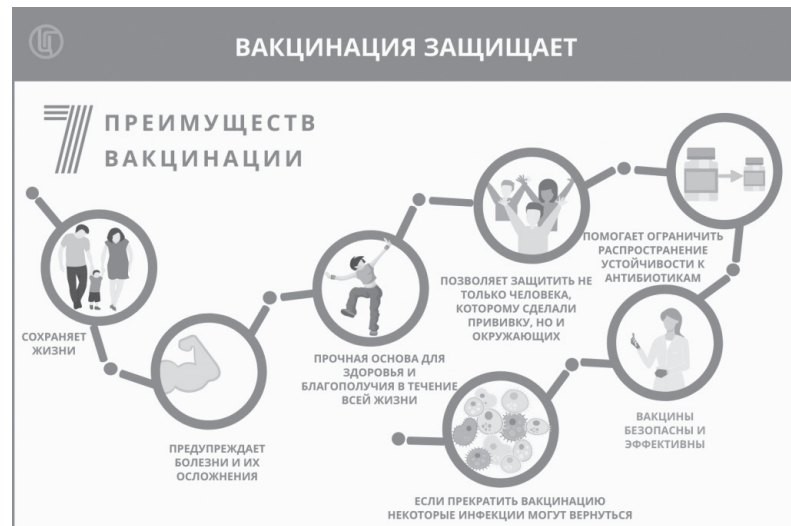 ВАКЦИНАЦИЯ ЗАЩИЩАЕТ
7 ПРЕИМУЩЕСТВ
ВАКЦИНАЦИИ
СОХРАНЯЕТ
ЖИЗНИ
ПРЕДУПРЕЖДАЕТ
БОЛЕЗНИ И ИХ
ОСЛОЖНЕНИЯ
ПРОЧНАЯ ОСНОВА ДЛЯ
ЗДОРОВЬЯ И
БЛАГОПОЛУЧИЯ В ТЕЧЕНИЕ
ВСЕЙ ЖИЗНИ
ПОЗВОЛЯЕТ ЗАЩИТИТЬ НЕ
ТОЛЬКО ЧЕЛОВЕКА,
КОТОРОМУ СДЕЛАЛИ
ПРИВИВКУ, НО И
ОКРУЖАЮЩИХ
ПОМОГАЕТ ОГРАНИЧИТЬ
РАСПРОСТРАНЕНИЕ
УСТОЙЧИВОСТИ К
АНТИБИОТИКАМ
ВАКЦИНЫ
БЕЗОПАСНЫ И
ЭФФЕКТИВНЫ
ЕСЛИ ПРЕКРАТИТЬ ВАКЦИНАЦИЮ
НЕКОТОРЫЕ ИНФЕКЦИИ МОГУТ ВЕРНУТЬСЯ